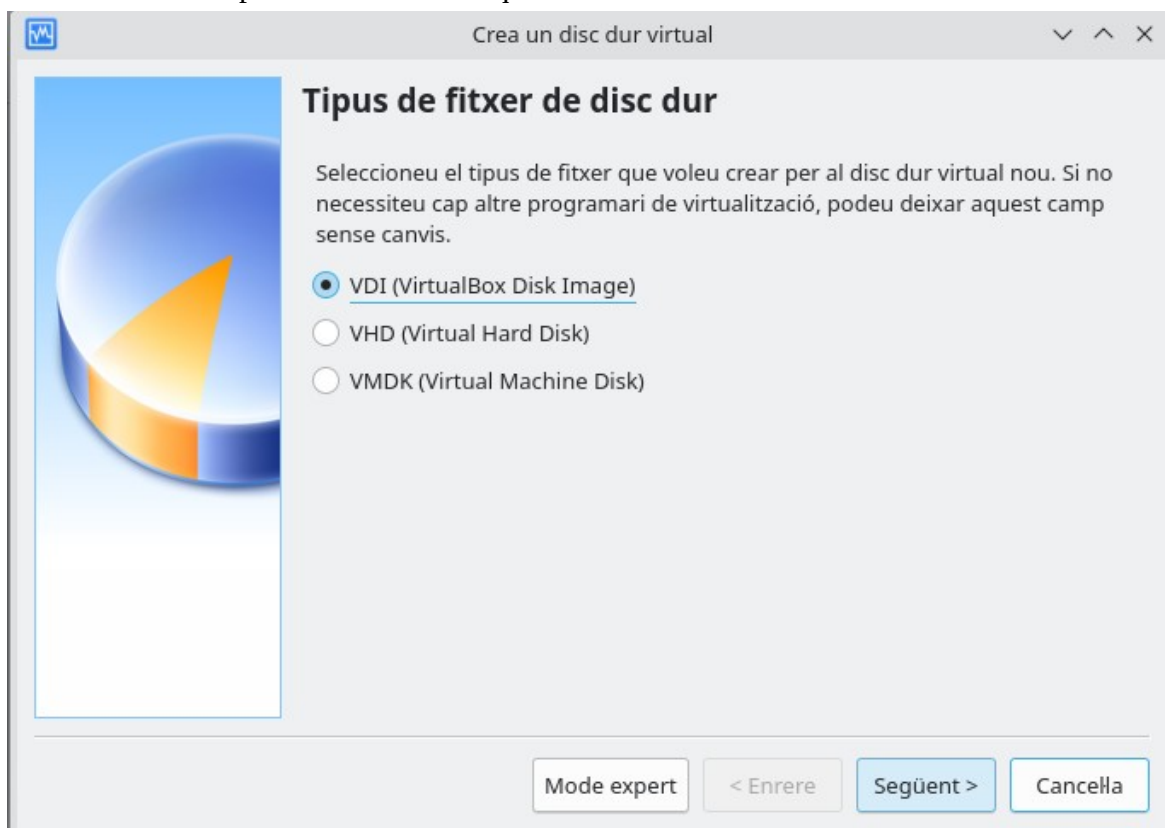 Crea un disc dur virtual
Tipus de fitxer de disc dur
Seleccioneu el tipus de fitxer que voleu crear per al disc dur virtual nou. Si no
necessiteu cap altre programari de virtualització, podeu deixar aquest camp
sense canvis.
VDI (VirtualBox Disk Image)
VHD (Virtual Hard Disk)
VMDK (Virtual Machine Disk)
Mode expert
< Enrere
Següent >
Cancel·la